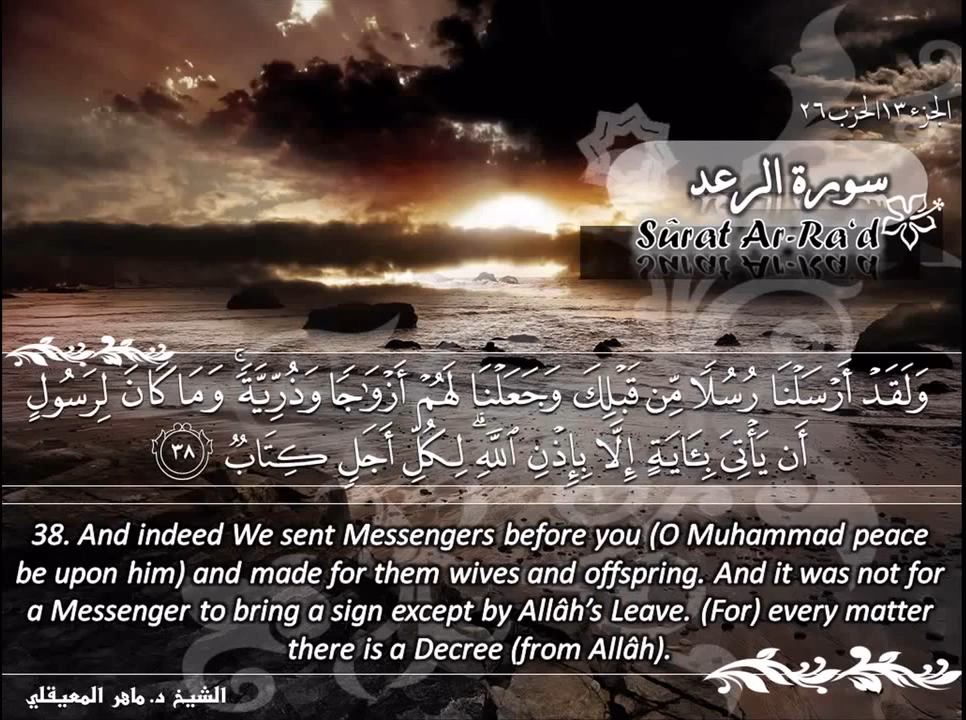 الجزء ١٣ الحزب ٢٦
سورة الرعد
Sûrat Ar-Ra‘d
وَلَقَدْ أَرْسَلْنَا رُسُلًا مِّن قَبْلِكَ وَجَعَلْنَا لَهُمْ أَزْوَٰجًا وَذُرِّيَّةً ۚ وَمَا كَانَ لِرَسُولٍ
أَن يَأْتِىَ بِـَٔايَةٍ إِلَّا بِإِذْنِ ٱللَّهِ ۗ لِكُلِّ أَجَلٍ كِتَابٌ ٣٨
38. And indeed We sent Messengers before you (O Muhammad peace
be upon him) and made for them wives and offspring. And it was not for
a Messenger to bring a sign except by Allâh’s Leave. (For) every matter
there is a Decree (from Allâh).
الشيخ د. ماهر المعيقلي